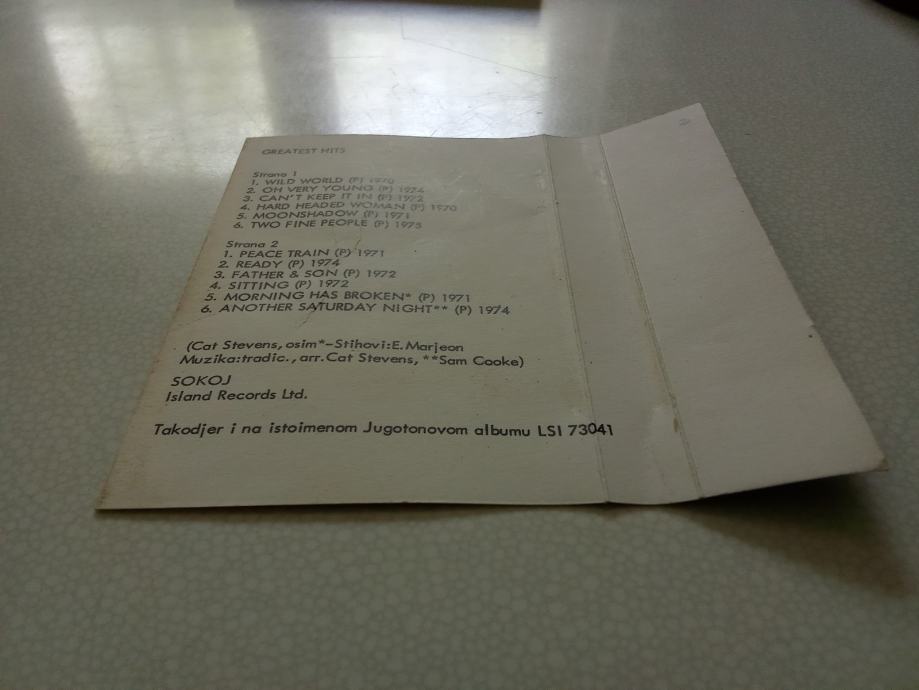 GREATEST HITS
Strana 1
1. WILD WORLD (P) 1970
2. OH VERY YOUNG (P) 1974
3. CAN'T KEEP IT IN (P) 1972
4. HARD HEADED WOMAN (P) 1970
5. MOONSHADOW (P) 1971
6. TWO FINE PEOPLE (P) 1975
Strana 2
1. PEACE TRAIN (P) 1971
2. READY (P) 1974
3. FATHER & SON (P) 1972
4. SITTING (P) 1972
5. MORNING HAS BROKEN* (P) 1971
6. ANOTHER SATURDAY NIGHT** (P) 1974
(Cat Stevens, osim*–Stihovi:E.Marjeon
Muzika:tradic., arr.Cat Stevens, **Sam Cooke)
SOKOJ
Island Records Ltd.
Takodjer i na istoimenom Jugotonovom albumu LSI 73041